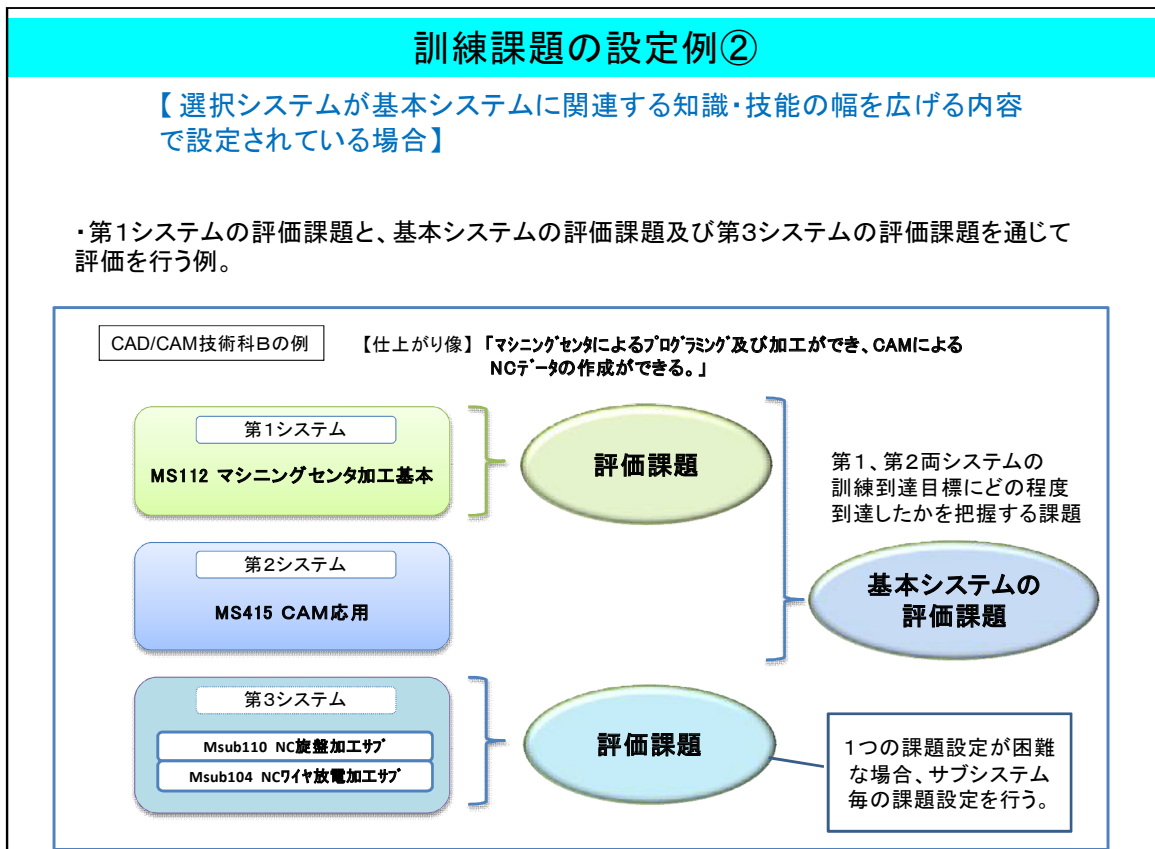 訓練課題の設定例②
【 選択システムが基本システムに関連する知識・技能の幅を広げる内容
で設定されている場合】
・第1システムの評価課題と、基本システムの評価課題及び第3システムの評価課題を通じて
評価を行う例。
CAD/CAM技術科Bの例
【仕上がり像】「マシニングセンタによるプログラミング及び加工ができ、CAMによる
NCデータの作成ができる。」
第1システム
MS112 マシニングセンタ加工基本
評価課題
第2システム
MS415 CAM応用
第1、第2両システムの
訓練到達目標にどの程度
到達したかを把握する課題
基本システムの
評価課題
第3システム
Msub110 NC旋盤加工サブ
Msub104 NCワイヤ放電加工サブ
評価課題
1つの課題設定が困難
な場合、サブシステム
毎の課題設定を行う。